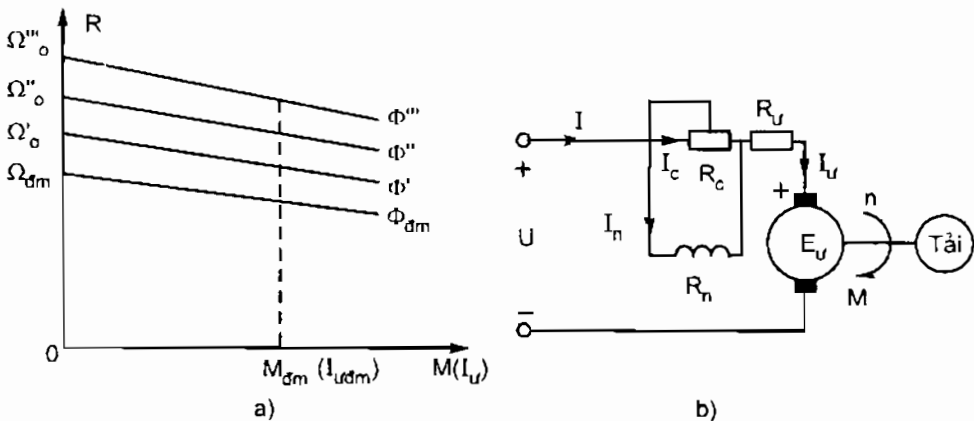 R
Ω'''ₒ
Ω''ₒ
Ω'ₒ
Ωđm
Φ'''
Φ''
Φ'
Φđm
0
Mđm (Iưđm)
M(Iư)
a)
I
Rư
Ic
Rc
Iư
+
+
n
In
U
Eư
Tải
Rn
M
−
b)